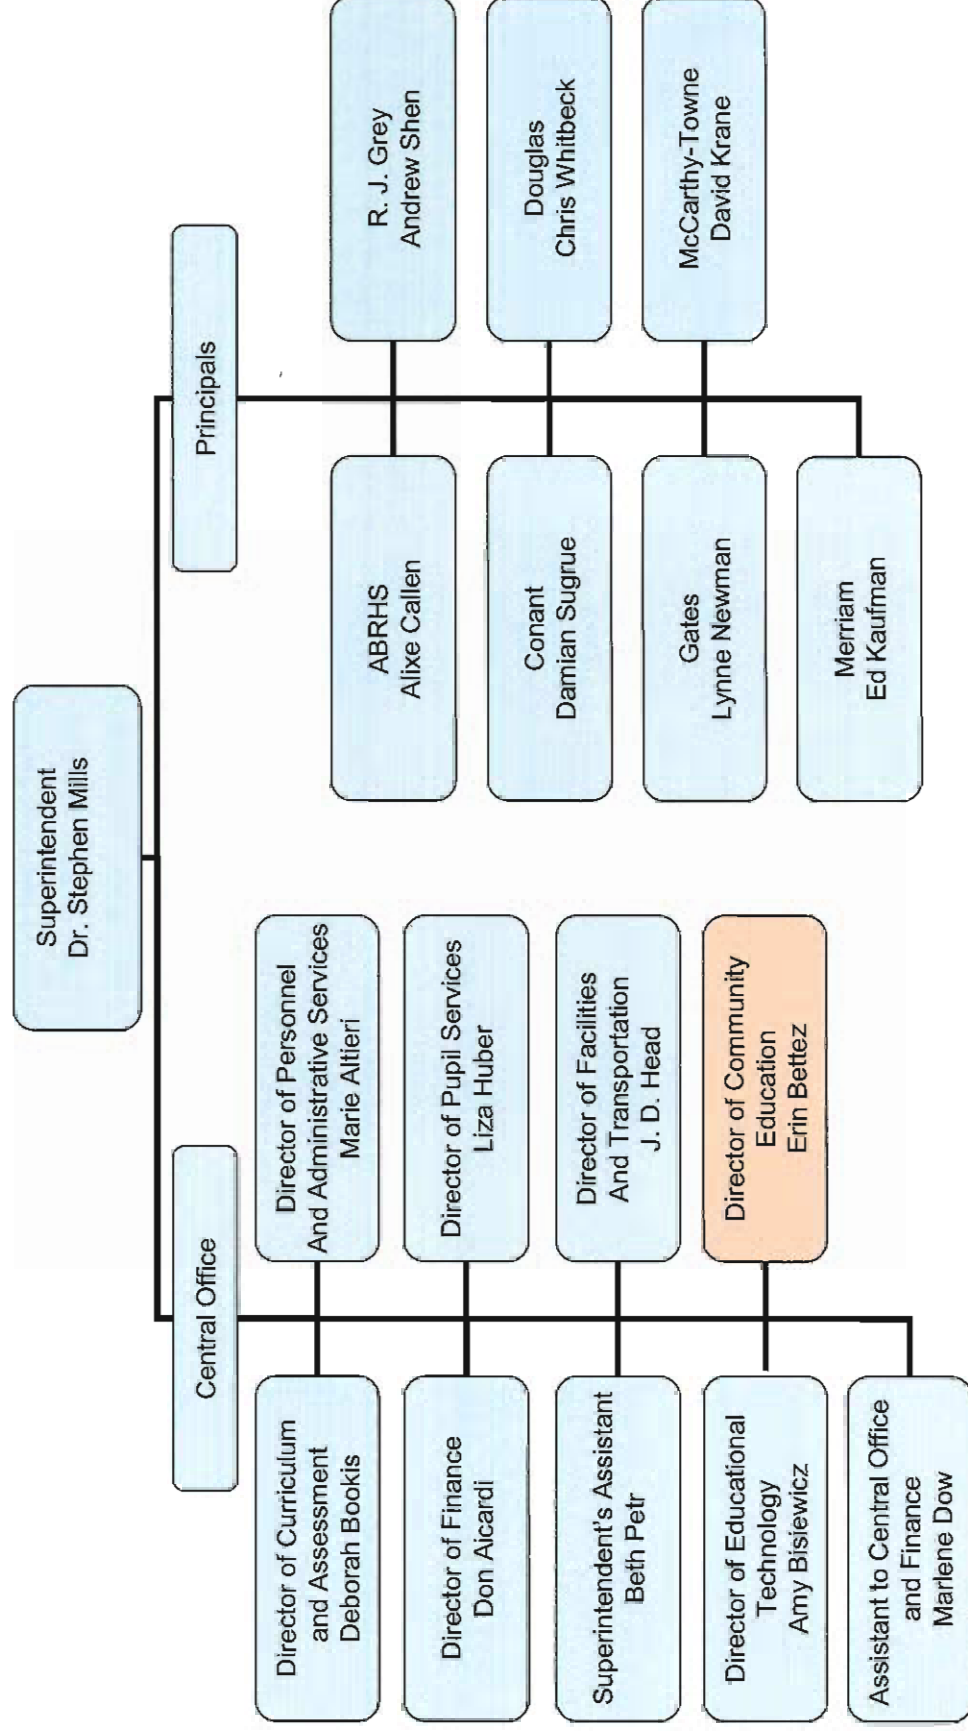 Superintendent
Dr. Stephen Mills
Central Office
Principals
Director of Curriculum
and Assessment
Deborah Bookis
Director of Personnel
And Administrative Services
Marie Altieri
Director of Finance
Don Aicardi
Director of Pupil Services
Liza Huber
Superintendent's Assistant
Beth Petr
Director of Facilities
And Transportation
J. D. Head
Director of Educational
Technology
Amy Bisiewicz
Director of Community
Education
Erin Bettez
Assistant to Central Office
and Finance
Marlene Dow
ABRHS
Alixe Callen
R. J. Grey
Andrew Shen
Conant
Damian Sugrue
Douglas
Chris Whitbeck
Gates
Lynne Newman
McCarthy-Towne
David Krane
Merriam
Ed Kaufman